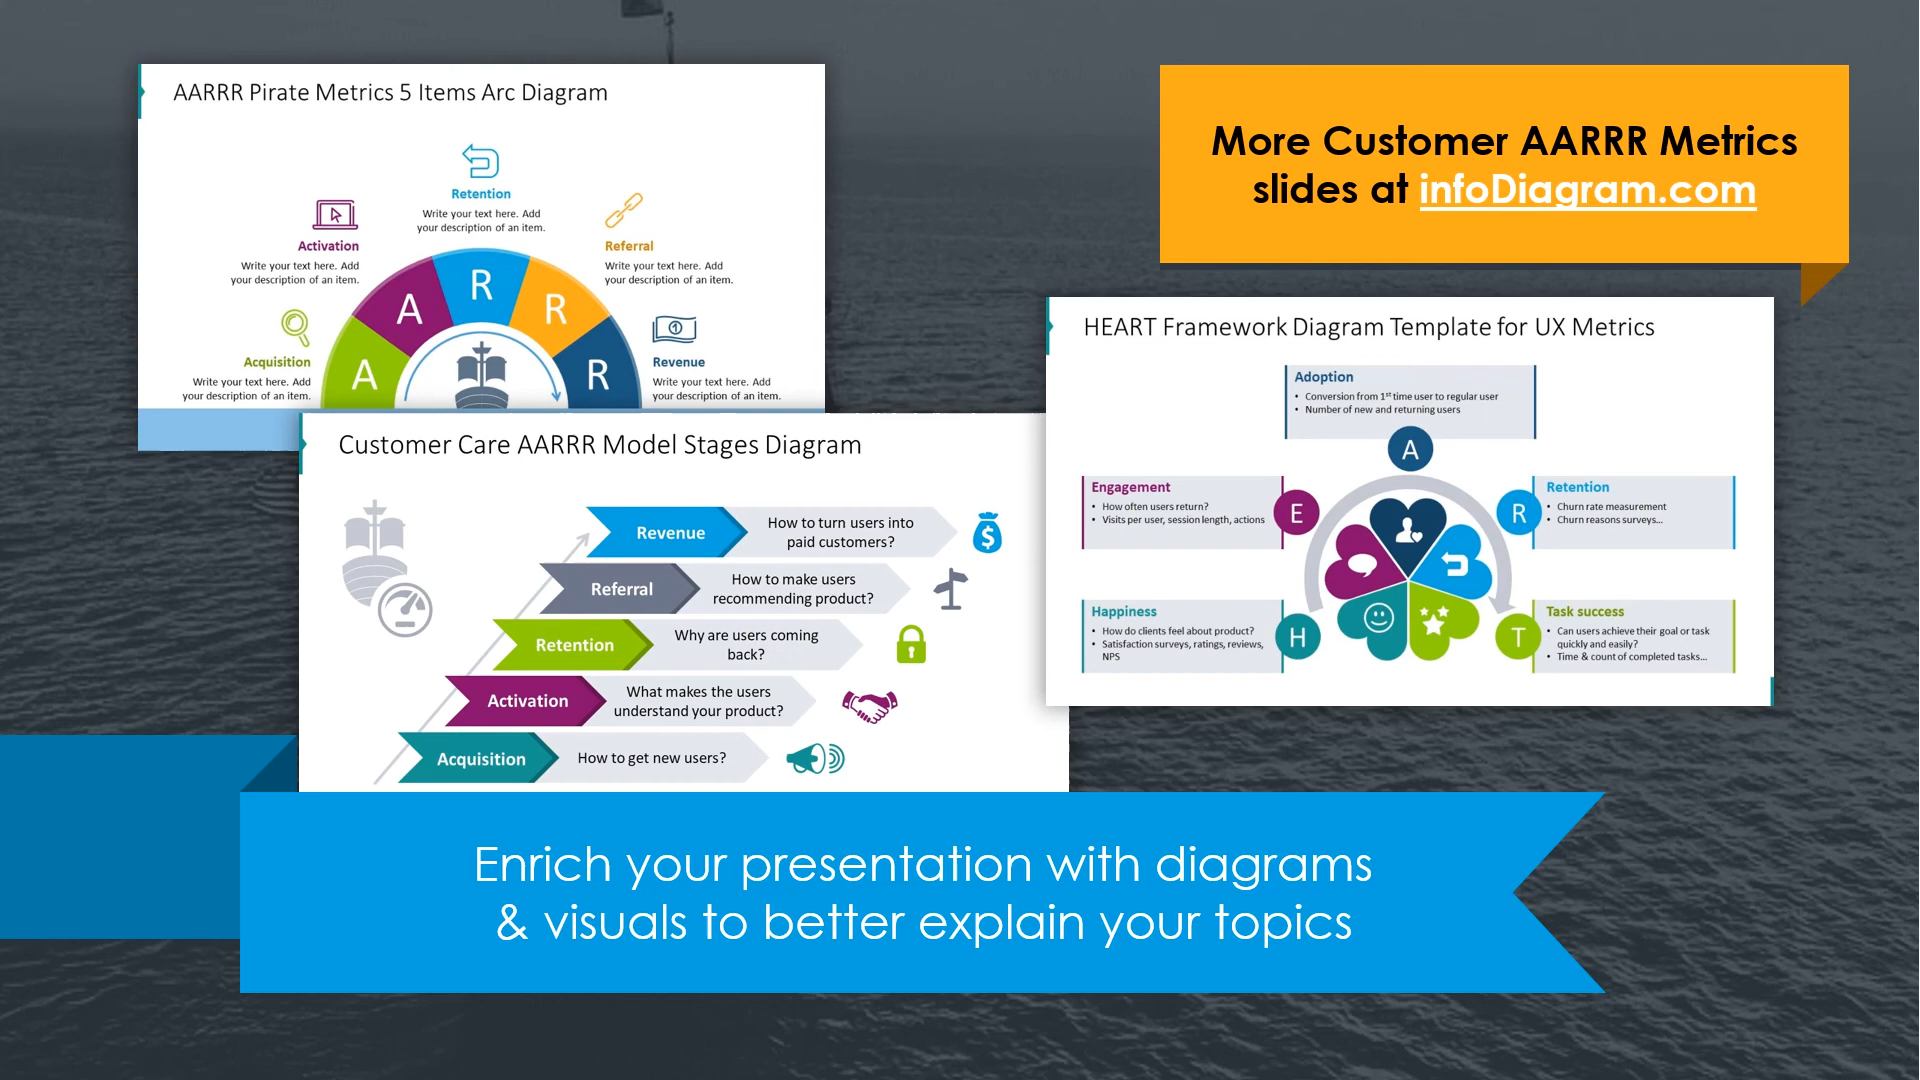 AARRR Pirate Metrics 5 Items Arc Diagram
Retention
Write your text here. Add
your description of an item.
Activation
Write your text here. Add
your description of an item.
Referral
Write your text here. Add
your description of an item.
Acquisition
Write your text here. Add
your description of an item.
Revenue
Write your text here. Add
your description of an item.
A
A
R
R
R
More Customer AARRR Metrics
slides at infoDiagram.com
Customer Care AARRR Model Stages Diagram
Revenue
How to turn users into
paid customers?
Referral
How to make users
recommending product?
Retention
Why are users coming
back?
Activation
What makes the users
understand your product?
Acquisition
How to get new users?
HEART Framework Diagram Template for UX Metrics
Adoption
• Conversion from 1st time user to regular user
• Number of new and returning users
A
Engagement
• How often users return?
• Visits per user, session length, actions
E
R
Retention
• Churn rate measurement
• Churn reasons surveys...
Happiness
• How do clients feel about product?
• Satisfaction surveys, ratings, reviews,
NPS
H
T
Task success
• Can users achieve their goal or task
quickly and easily?
• Time & count of completed tasks...
Enrich your presentation with diagrams
& visuals to better explain your topics